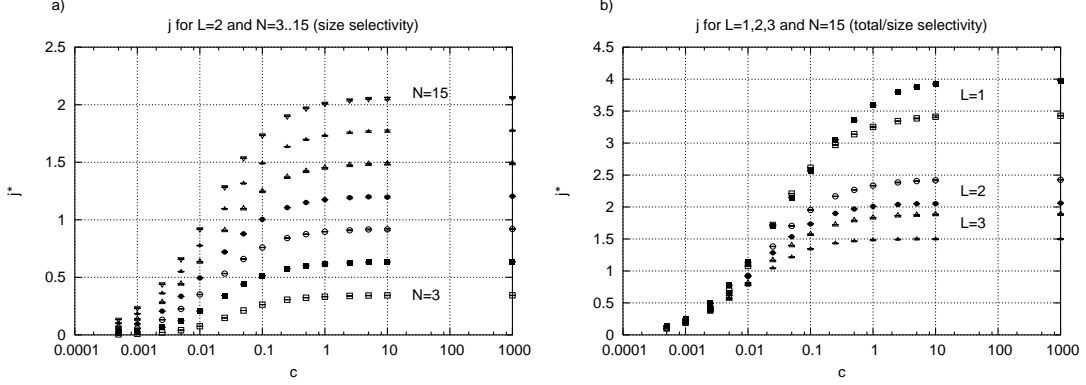 a)
j for L=2 and N=3..15 (size selectivity)
2.5
2
1.5
1
0.5
0
j*
N=15
N=3
0.0001 0.001 0.01 0.1 1 10 100 1000
c
b)
j for L=1,2,3 and N=15 (total/size selectivity)
4.5
4
3.5
3
2.5
2
1.5
1
0.5
0
j*
L=1
L=2
L=3
0.0001 0.001 0.01 0.1 1 10 100 1000
c